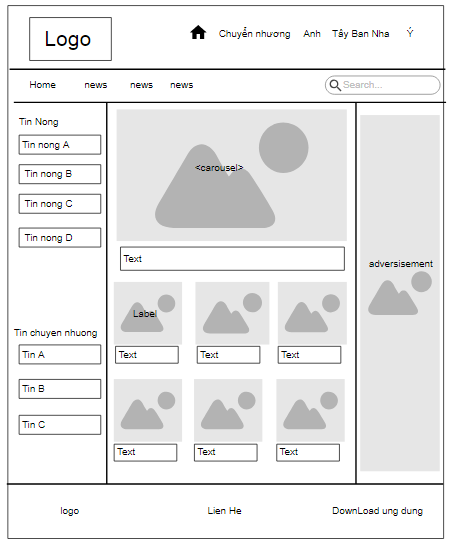 Logo
Chuyển nhương Anh Tây Ban Nha Ý
Home news news news
Search...
Tin Nong
Tin nong A
Tin nong B
Tin nong C
Tin nong D
<carousel>
Text
adversisement
Label
Text Text Text
Tin chuyen nhuong
Tin A
Tin B
Tin C
Text Text Text
logo Lien He DownLoad ung dung